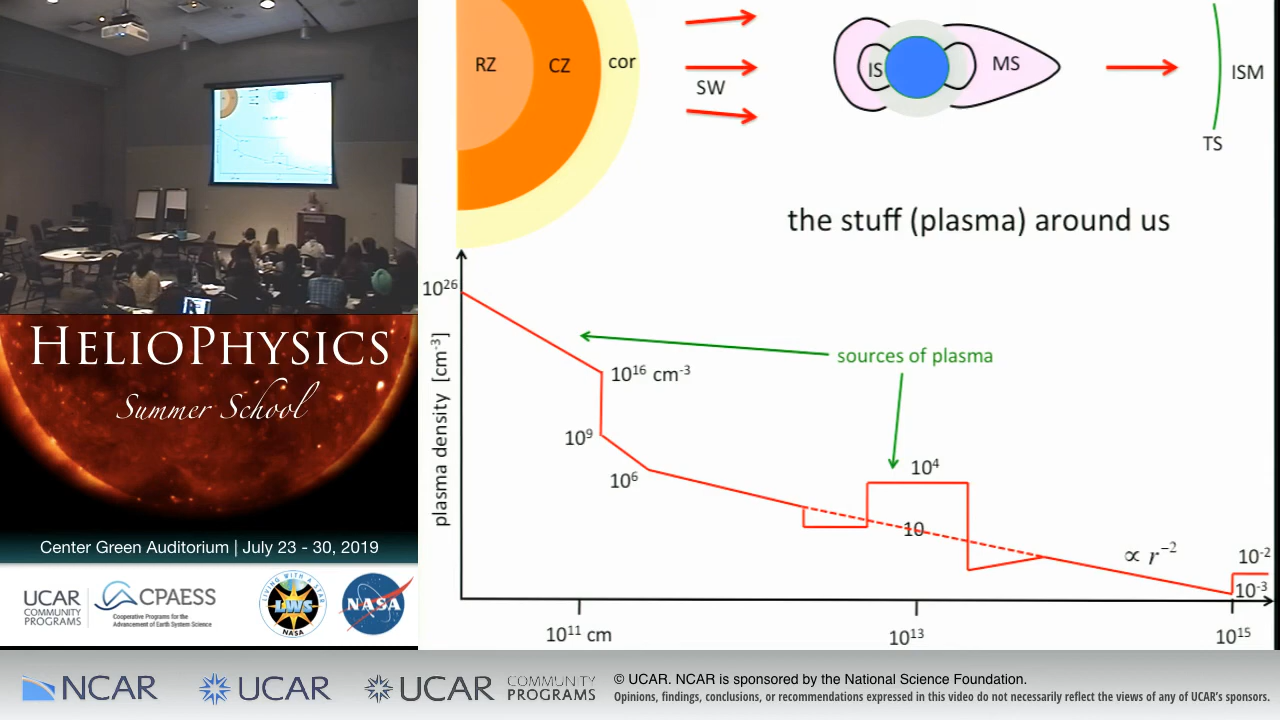 RZ
CZ
cor
SW
IS
MS
TS
ISM
the stuff (plasma) around us
plasma density [cm⁻³]
10²⁶
sources of plasma
10¹⁶ cm⁻³
10⁹
10⁶
10⁴
10
∝ r⁻²
10⁻²
10⁻³
10¹¹ cm
10¹³
10¹⁵
HELIOPHYSICS
Summer School
Center Green Auditorium | July 23 - 30, 2019
UCAR
COMMUNITY
PROGRAMS
CPAESS
Cooperative Programs for the
Advancement of Earth System Science
LIVING WITH A STAR
LWS
NASA
NASA
NCAR
UCAR
UCAR
COMMUNITY
PROGRAMS
© UCAR. NCAR is sponsored by the National Science Foundation.
Opinions, findings, conclusions, or recommendations expressed in this video do not necessarily reflect the views of any of UCAR's sponsors.